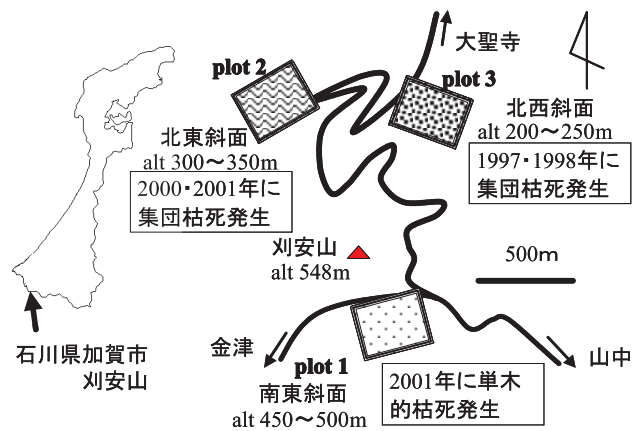 大聖寺
plot 2
plot 3
北東斜面
alt 300～350m
2000・2001年に
集団枯死発生
北西斜面
alt 200～250m
1997・1998年に
集団枯死発生
刈安山
alt 548m
500m
石川県加賀市
刈安山
金津
plot 1
南東斜面
alt 450～500m
2001年に単木
的枯死発生
山中